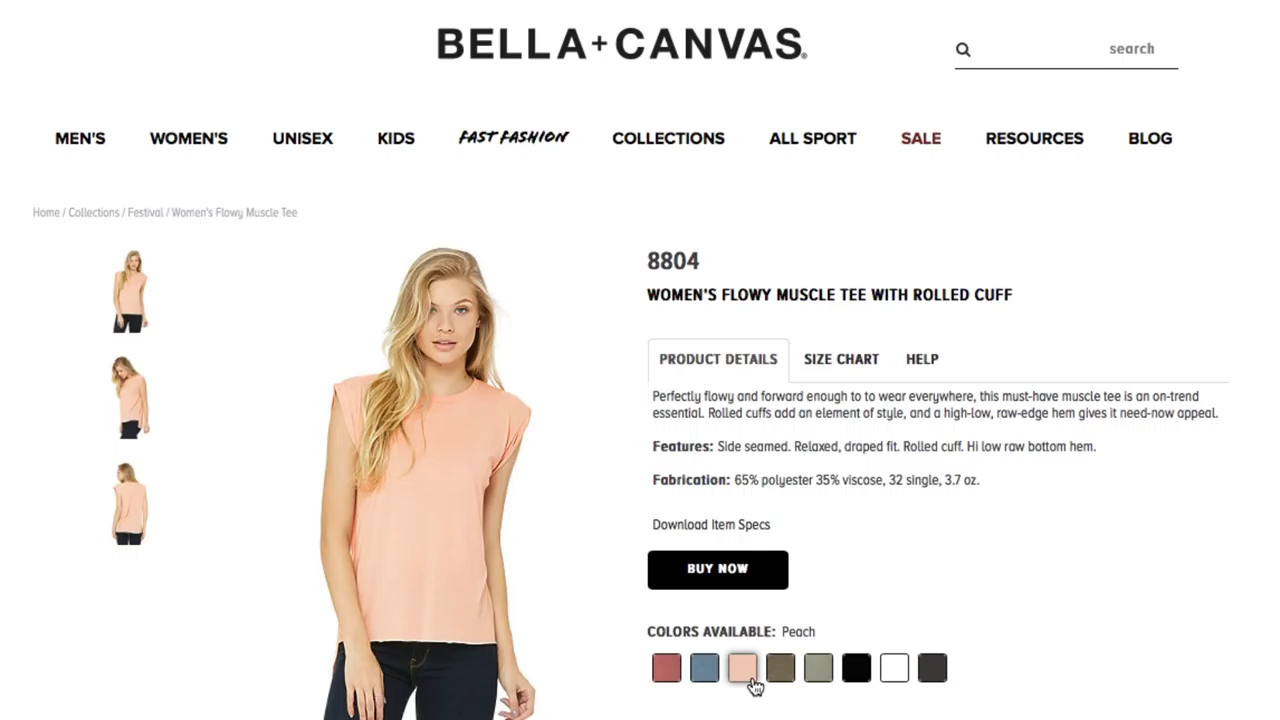 BELLA+CANVAS®
search
MEN'S WOMEN'S UNISEX KIDS FAST FASHION COLLECTIONS ALL SPORT SALE RESOURCES BLOG
Home / Collections / Festival / Women's Flowy Muscle Tee
8804
WOMEN'S FLOWY MUSCLE TEE WITH ROLLED CUFF
PRODUCT DETAILS SIZE CHART HELP
Perfectly flowy and forward enough to to wear everywhere, this must-have muscle tee is an on-trend
essential. Rolled cuffs add an element of style, and a high-low, raw-edge hem gives it need-now appeal.
Features: Side seamed. Relaxed, draped fit. Rolled cuff. Hi low raw bottom hem.
Fabrication: 65% polyester 35% viscose, 32 single, 3.7 oz.
Download Item Specs
BUY NOW
COLORS AVAILABLE: Peach